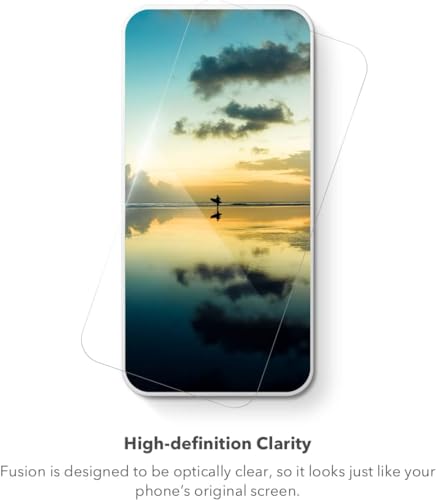 High-definition Clarity
Fusion is designed to be optically clear, so it looks just like your
phone’s original screen.